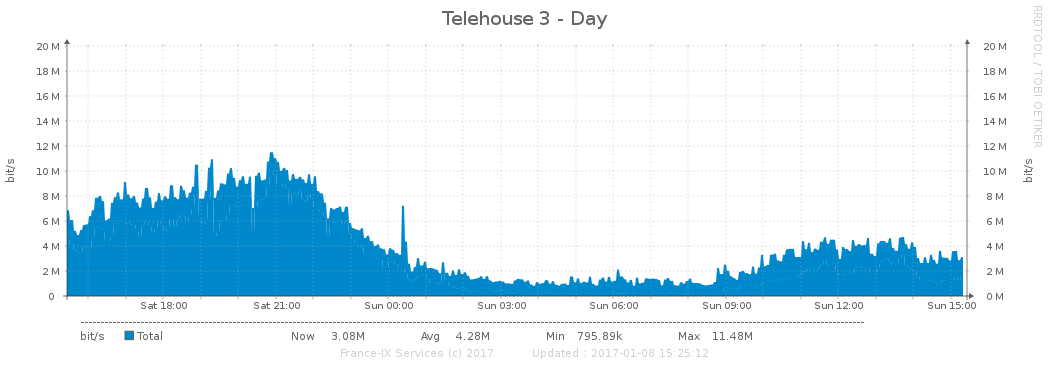 Telehouse 3 - Day
RRDTOOL / TOBI OETIKER
bit/s
bit/s
20 M 20 M
18 M 18 M
16 M 16 M
14 M 14 M
12 M 12 M
10 M 10 M
8 M 8 M
6 M 6 M
4 M 4 M
2 M 2 M
0 0 M
Sat 18:00 Sat 21:00 Sun 00:00 Sun 03:00 Sun 06:00 Sun 09:00 Sun 12:00 Sun 15:00
bit/s Total Now 3.08M Avg 4.28M Min 795.89k Max 11.48M
France-IX Services (c) 2017 Updated : 2017-01-08 15:25:12